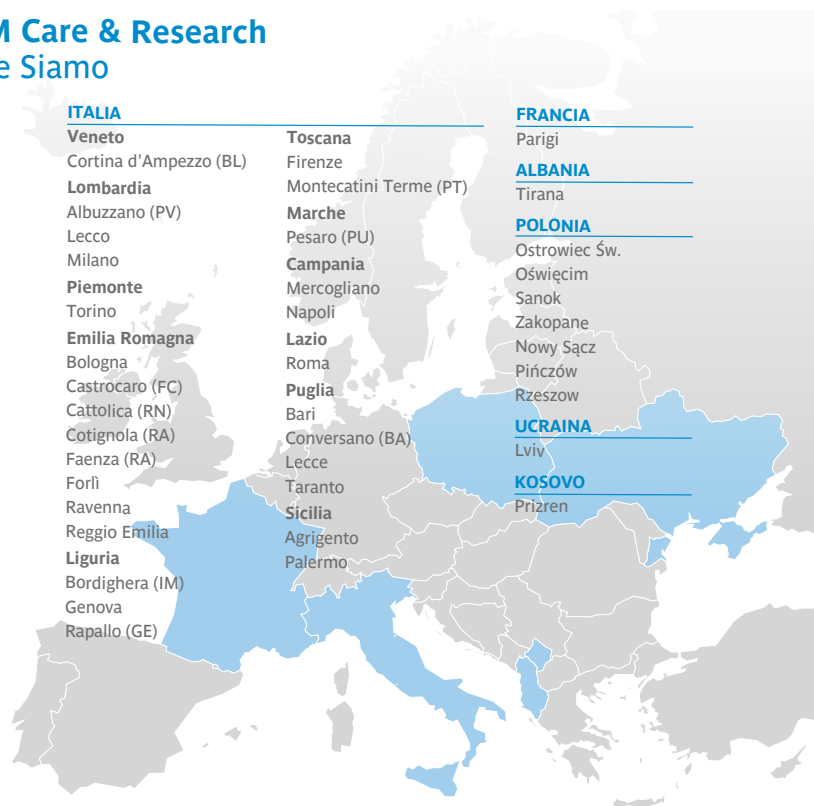 M Care & Research
e Siamo
ITALIA
Veneto
Cortina d'Ampezzo (BL)
Lombardia
Albuzzano (PV)
Lecco
Milano
Piemonte
Torino
Emilia Romagna
Bologna
Castrocaro (FC)
Cattolica (RN)
Cotignola (RA)
Faenza (RA)
Forlì
Ravenna
Reggio Emilia
Liguria
Bordighera (IM)
Genova
Rapallo (GE)
Toscana
Firenze
Montecatini Terme (PT)
Marche
Pesaro (PU)
Campania
Mercogliano
Napoli
Lazio
Roma
Puglia
Bari
Conversano (BA)
Lecce
Taranto
Sicilia
Agrigento
Palermo
FRANCIA
Parigi
ALBANIA
Tirana
POLONIA
Ostrowiec Św.
Oświęcim
Sanok
Zakopane
Nowy Sącz
Pińczów
Rzeszow
UCRAINA
Lviv
KOSOVO
Prizren